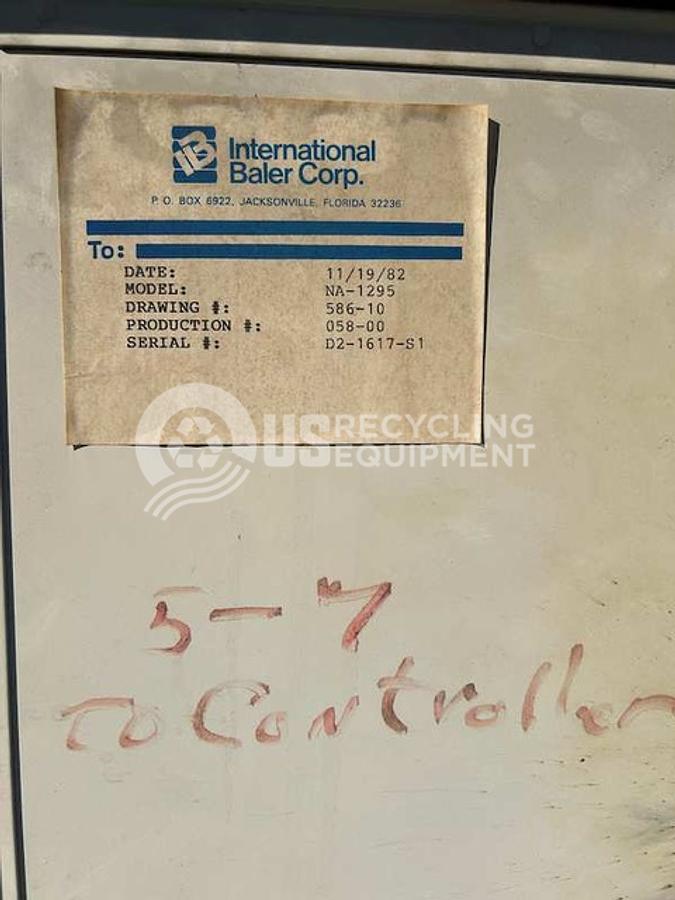 IB International
Baler Corp.
P. O. BOX 6922, JACKSONVILLE, FLORIDA 32236
To:
DATE: 11/19/82
MODEL: NA-1295
DRAWING #: 586-10
PRODUCTION #: 058-00
SERIAL #: D2-1617-S1
US RECYCLING
EQUIPMENT
5-7
to Controller